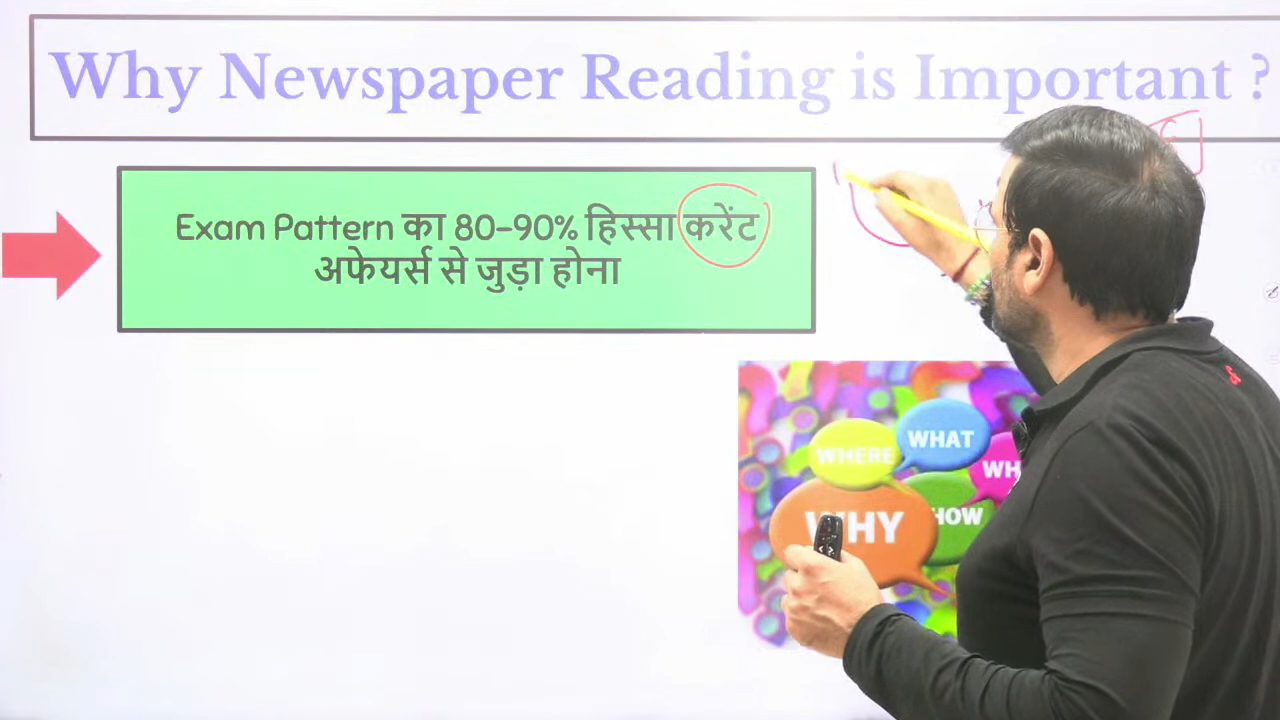 Why Newspaper Reading is Important ?
Exam Pattern का 80-90% हिस्सा करेंट
अफेयर्स से जुड़ा होना
WHERE
WHAT
WHY
HOW